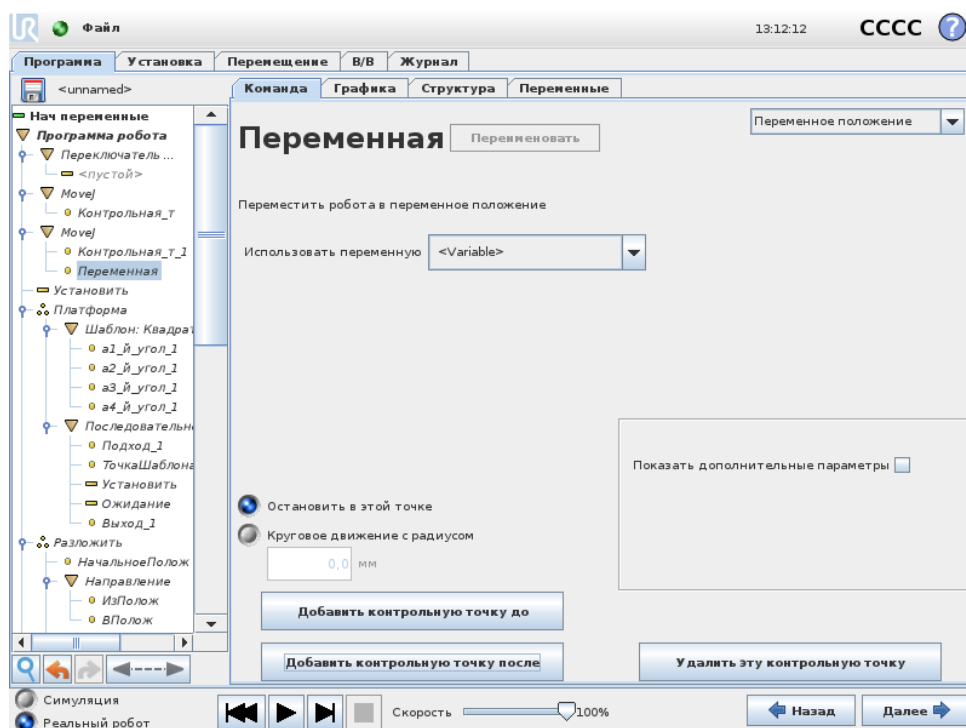 Файл
13:12:12
CCCC
?
Программа Установка Перемещение В/В Журнал
<unnamed>
Команда Графика Структура Переменные
Нач переменные
Программа робота
Переключатель ...
<пустой>
MoveJ
Контрольная_т
MoveJ
Контрольная_т_1
Переменная
Установить
Платформа
Шаблон: Квадрат
a1_й_угол_1
a2_й_угол_1
a3_й_угол_1
a4_й_угол_1
Последовательн
Подход_1
ТочкаШаблона
Установить
Ожидание
Выход_1
Разложить
НачальноеПолож
Направление
ИзПолож
ВПолож
Переменная
Переименовать
Переменное положение
Переместить робота в переменное положение
Использовать переменную
<Variable>
Показать дополнительные параметры
Остановить в этой точке
Круговое движение с радиусом
0,0 мм
Добавить контрольную точку до
Добавить контрольную точку после
Удалить эту контрольную точку
Симуляция
Реальный робот
Скорость
100%
Назад
Далее